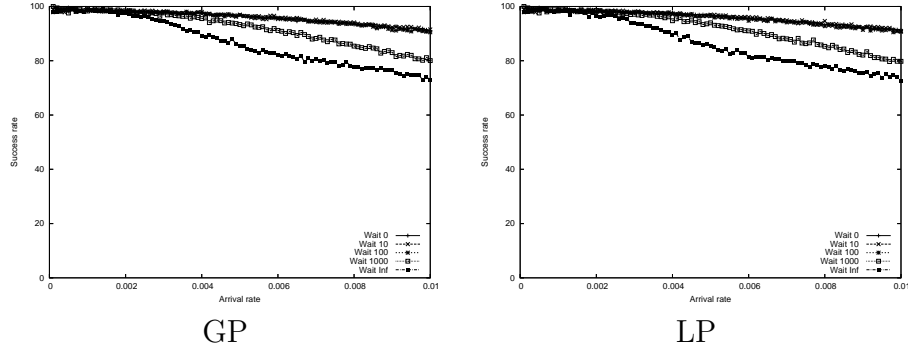 100
80
60
40
20
0
Success rate
Wait 0
Wait 10
Wait 100
Wait 1000
Wait Inf
0 0.002 0.004 0.006 0.008 0.01
Arrival rate
GP
100
80
60
40
20
0
Success rate
Wait 0
Wait 10
Wait 100
Wait 1000
Wait Inf
0 0.002 0.004 0.006 0.008 0.01
Arrival rate
LP